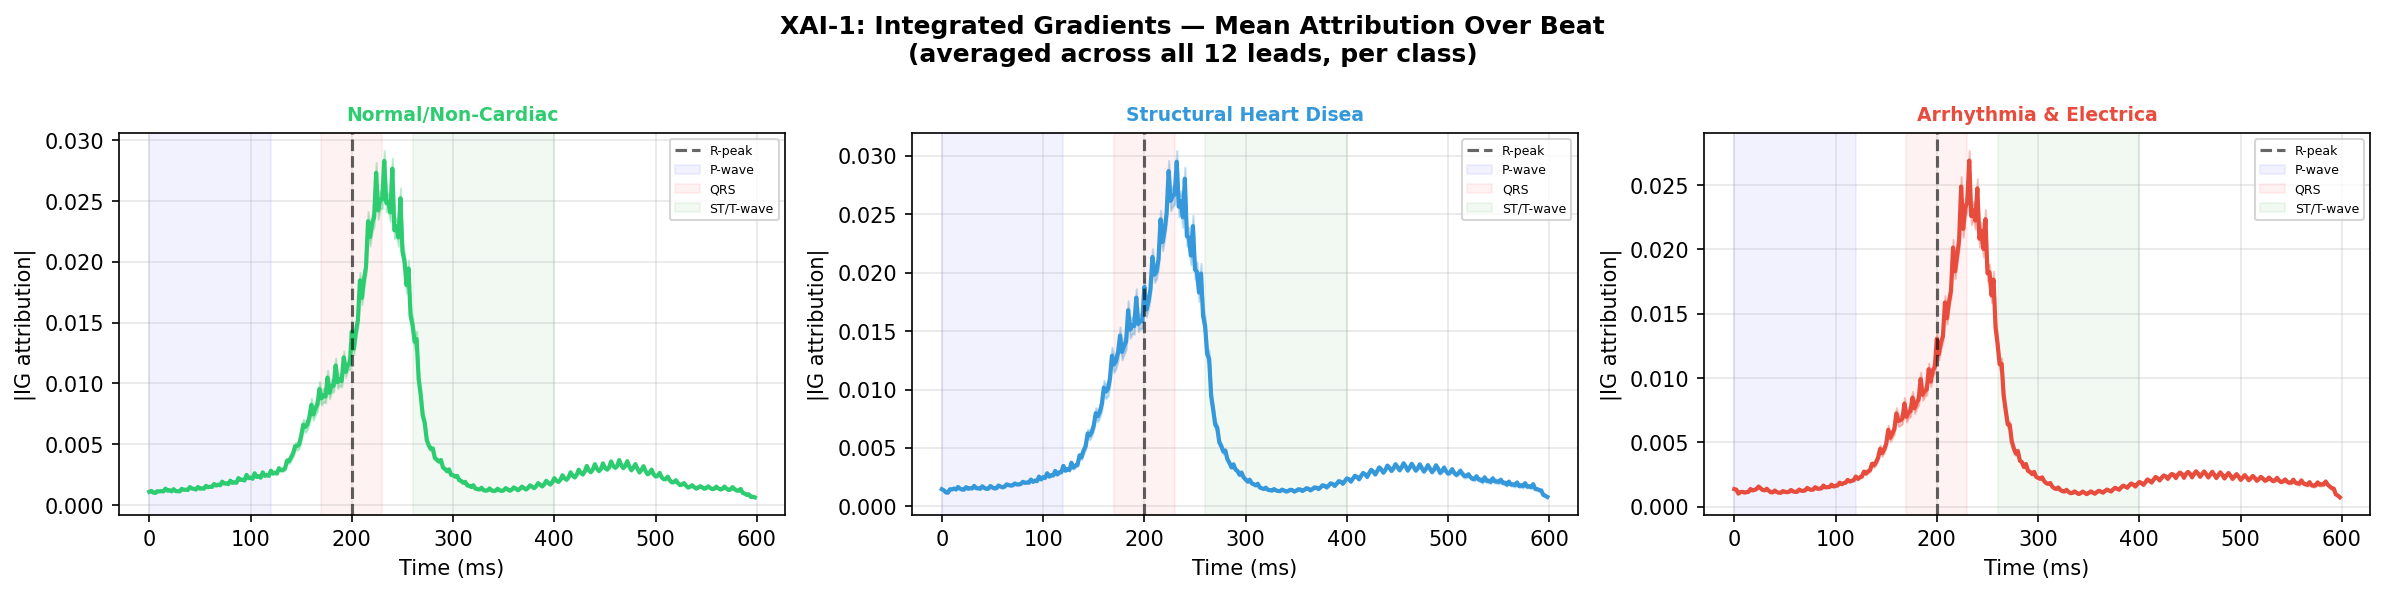 XAI-1: Integrated Gradients — Mean Attribution Over Beat
(averaged across all 12 leads, per class)
Normal/Non-Cardiac
|IG attribution|
0.030
0.025
0.020
0.015
0.010
0.005
0.000
R-peak
P-wave
QRS
ST/T-wave
0 100 200 300 400 500 600
Time (ms)
Structural Heart Disea
|IG attribution|
0.030
0.025
0.020
0.015
0.010
0.005
0.000
R-peak
P-wave
QRS
ST/T-wave
0 100 200 300 400 500 600
Time (ms)
Arrhythmia & Electrica
|IG attribution|
0.025
0.020
0.015
0.010
0.005
0.000
R-peak
P-wave
QRS
ST/T-wave
0 100 200 300 400 500 600
Time (ms)